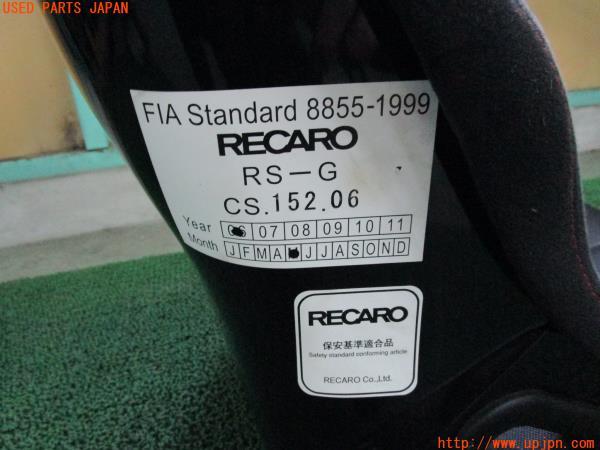 USED PARTS JAPAN
FIA Standard 8855-1999
RECARO
RS-G
CS.152.06
Year 07 08 09 10 11
Month J F M A J J A S O N D
RECARO
保安基準適合品
Safety standard conforming article.
RECARO Co.,Ltd.
http://www.upjpn.com